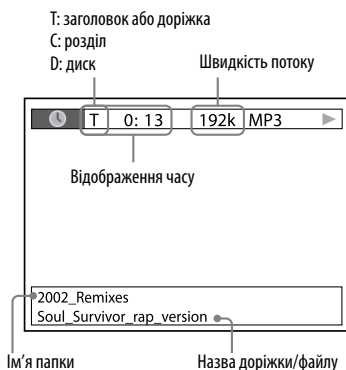 T: заголовок або доріжка
C: розділ
D: диск
Швидкість потоку
T 0: 13 192k MP3
Відображення часу
2002_Remixes
Soul_Survivor_rap_version
Ім’я папки
Назва доріжки/файлу